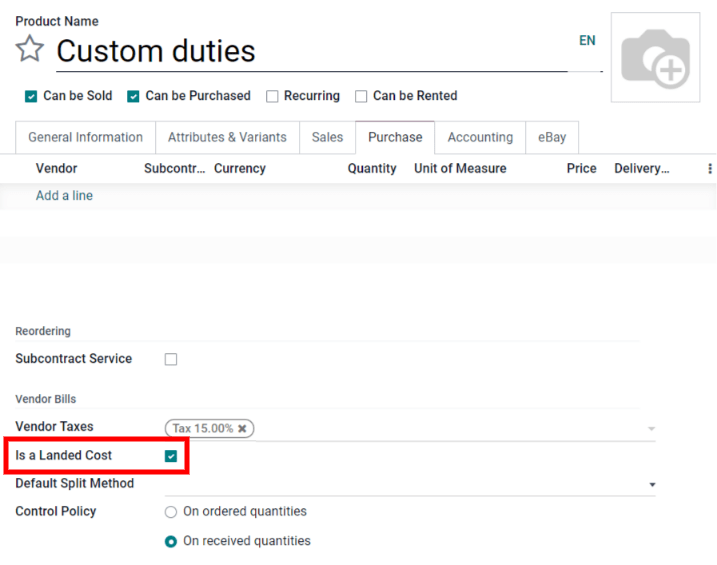 Product Name
Custom duties
EN
Can be Sold Can be Purchased Recurring Can be Rented
General Information Attributes & Variants Sales Purchase Accounting eBay
Vendor Subcontr... Currency Quantity Unit of Measure Price Delivery...
Add a line
Reordering
Subcontract Service
Vendor Bills
Vendor Taxes Tax 15.00% ✖
Is a Landed Cost
Default Split Method
Control Policy On ordered quantities
On received quantities